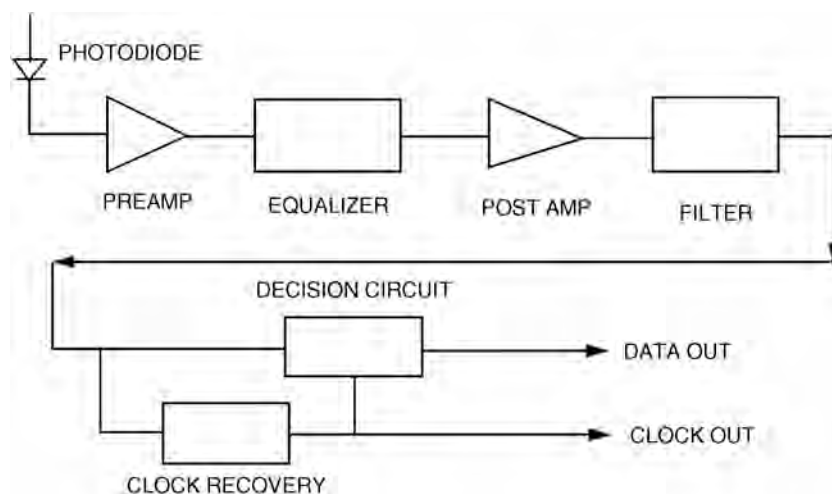 PHOTODIODE
PREAMP
EQUALIZER
POST AMP
FILTER
DECISION CIRCUIT
DATA OUT
CLOCK OUT
CLOCK RECOVERY